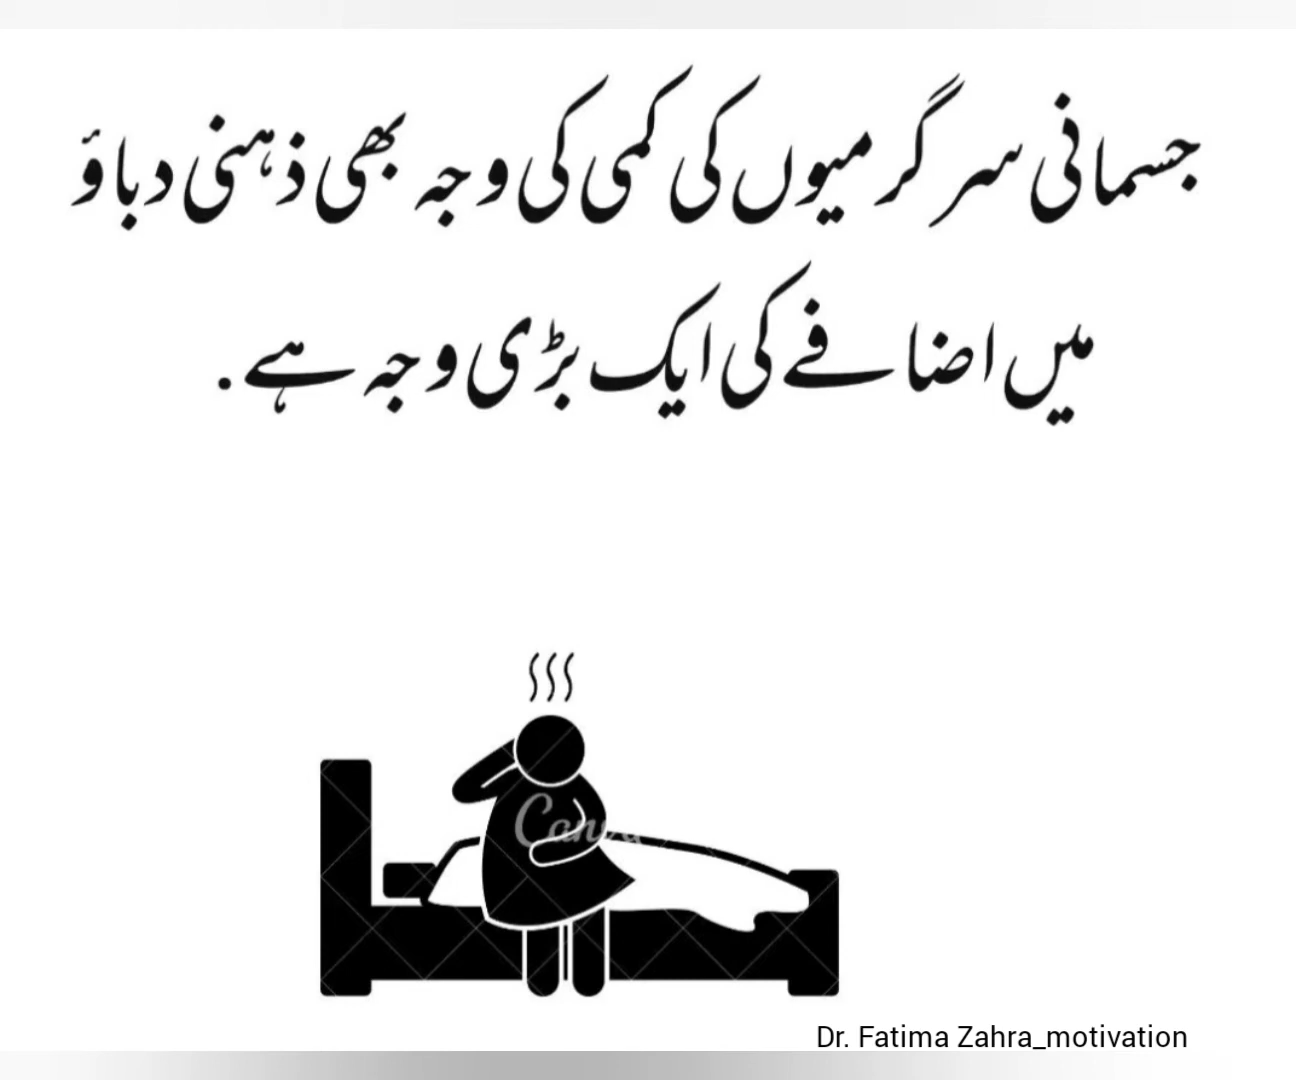 جسمانی سرگرمیوں کی کمی کی وجہ بھی ذہنی دباؤ
میں اضافے کی ایک بڑی وجہ ہے.
Canva
Dr. Fatima Zahra_motivation